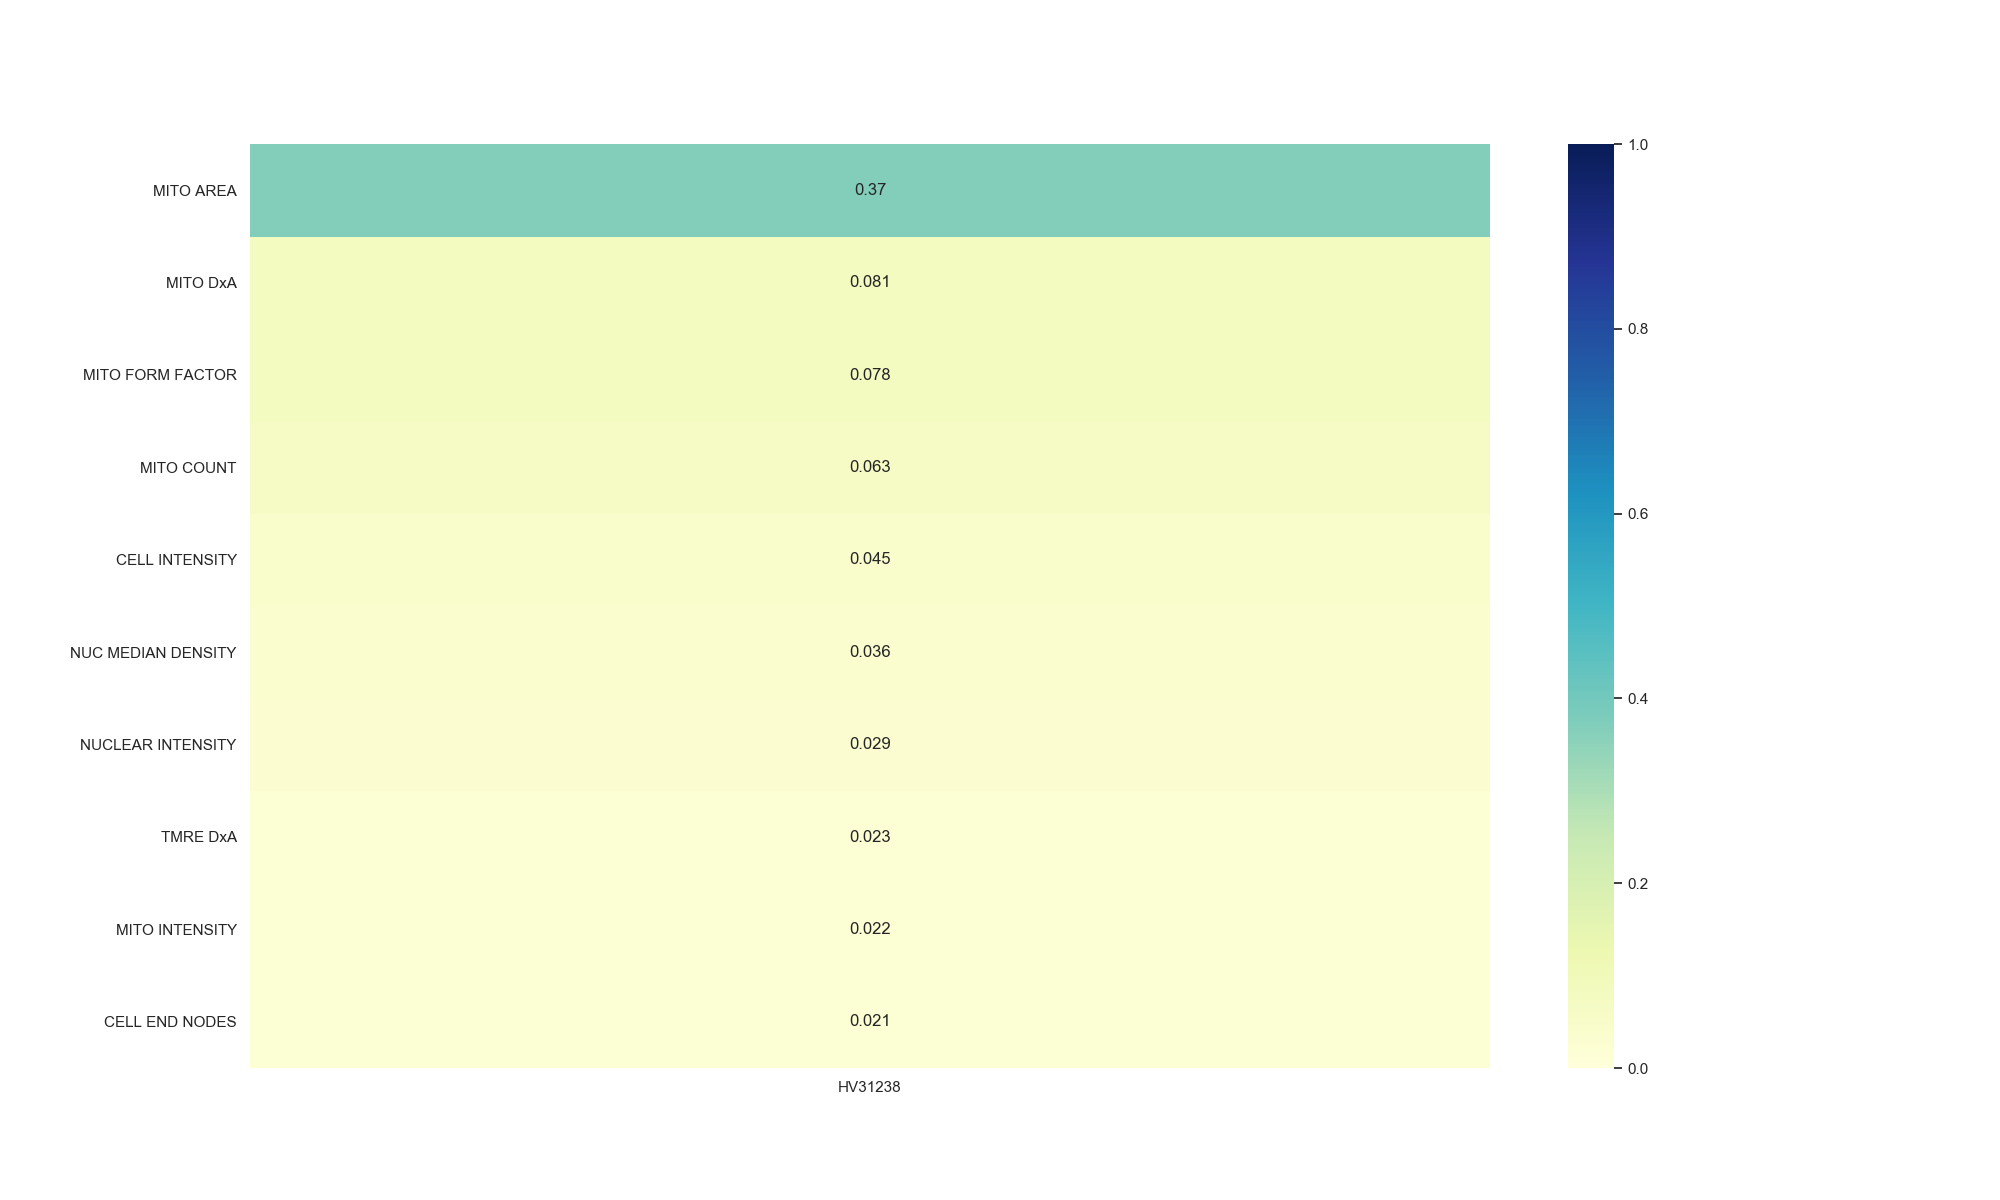 MITO AREA 0.37
MITO DxA 0.081
MITO FORM FACTOR 0.078
MITO COUNT 0.063
CELL INTENSITY 0.045
NUC MEDIAN DENSITY 0.036
NUCLEAR INTENSITY 0.029
TMRE DxA 0.023
MITO INTENSITY 0.022
CELL END NODES 0.021
HV31238
1.0
0.8
0.6
0.4
0.2
0.0